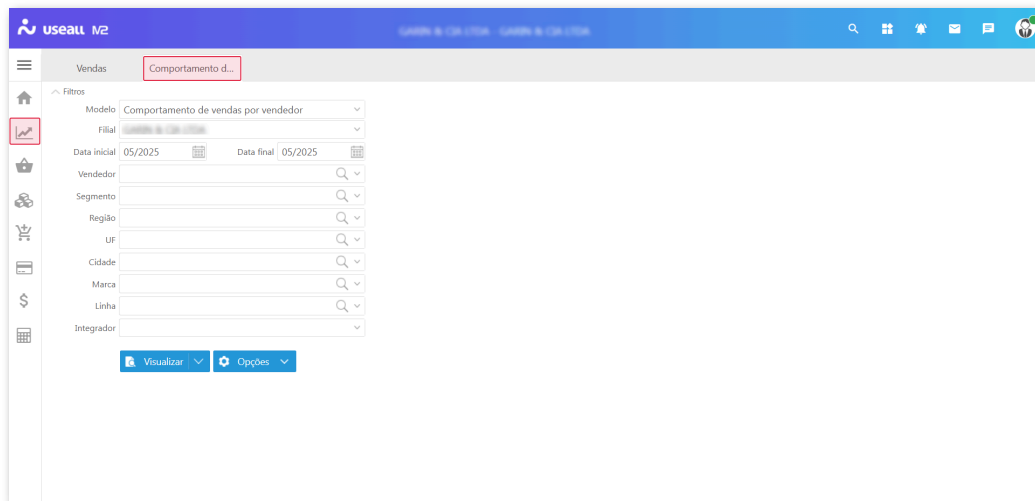 useall M2
Vendas Comportamento d...
Filtros
Modelo Comportamento de vendas por vendedor
Filial
Data inicial 05/2025 Data final 05/2025
Vendedor
Segmento
Região
UF
Cidade
Marca
Linha
Integrador
Visualizar Opções